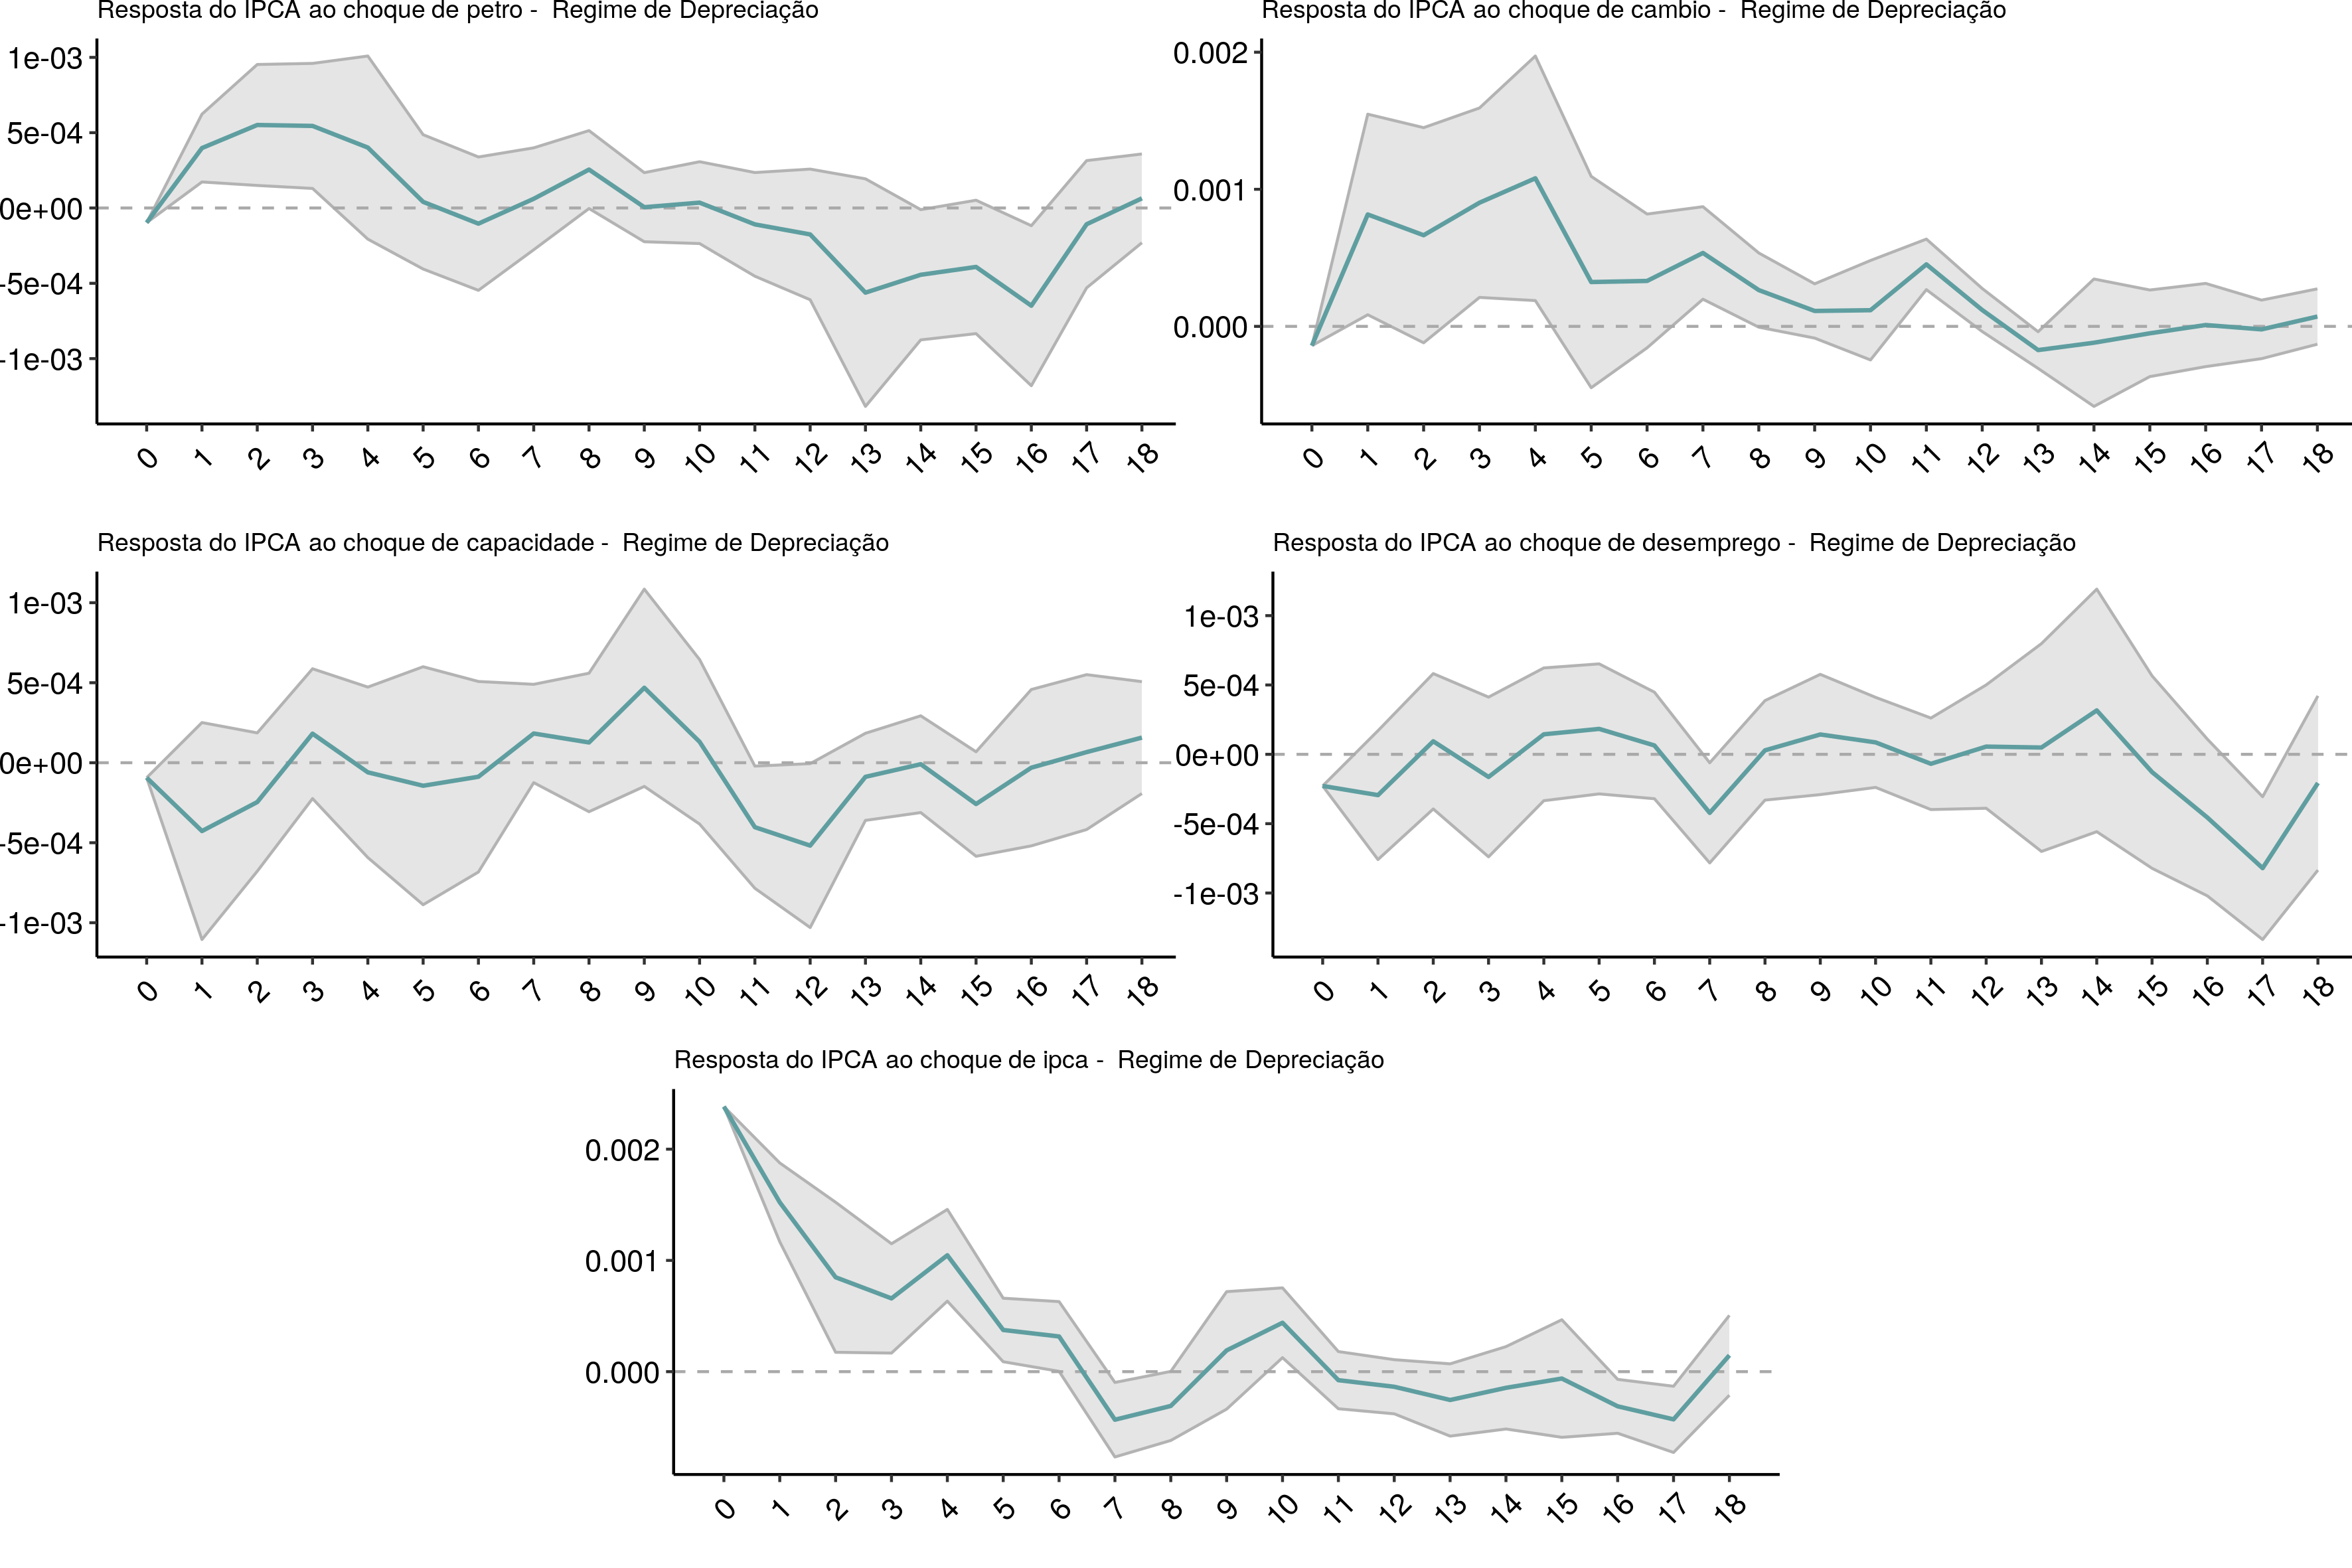 Resposta do IPCA ao choque de petro -  Regime de Depreciação
1e-03
5e-04
0e+00
-5e-04
-1e-03
0 1 2 3 4 5 6 7 8 9 10 11 12 13 14 15 16 17 18
Resposta do IPCA ao choque de cambio -  Regime de Depreciação
0.002
0.001
0.000
0 1 2 3 4 5 6 7 8 9 10 11 12 13 14 15 16 17 18
Resposta do IPCA ao choque de capacidade -  Regime de Depreciação
1e-03
5e-04
0e+00
-5e-04
-1e-03
0 1 2 3 4 5 6 7 8 9 10 11 12 13 14 15 16 17 18
Resposta do IPCA ao choque de desemprego -  Regime de Depreciação
1e-03
5e-04
0e+00
-5e-04
-1e-03
0 1 2 3 4 5 6 7 8 9 10 11 12 13 14 15 16 17 18
Resposta do IPCA ao choque de ipca -  Regime de Depreciação
0.002
0.001
0.000
0 1 2 3 4 5 6 7 8 9 10 11 12 13 14 15 16 17 18